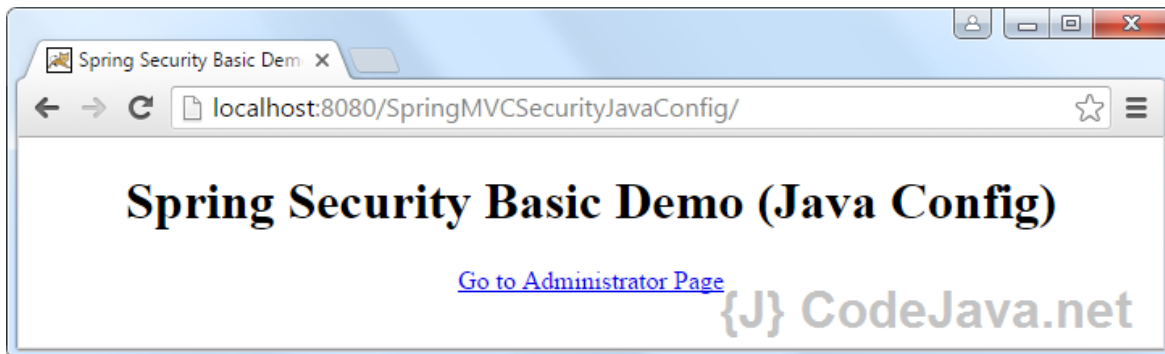 Spring Security Basic Dem
localhost:8080/SpringMVCSecurityJavaConfig/
Spring Security Basic Demo (Java Config)
Go to Administrator Page
{J} CodeJava.net